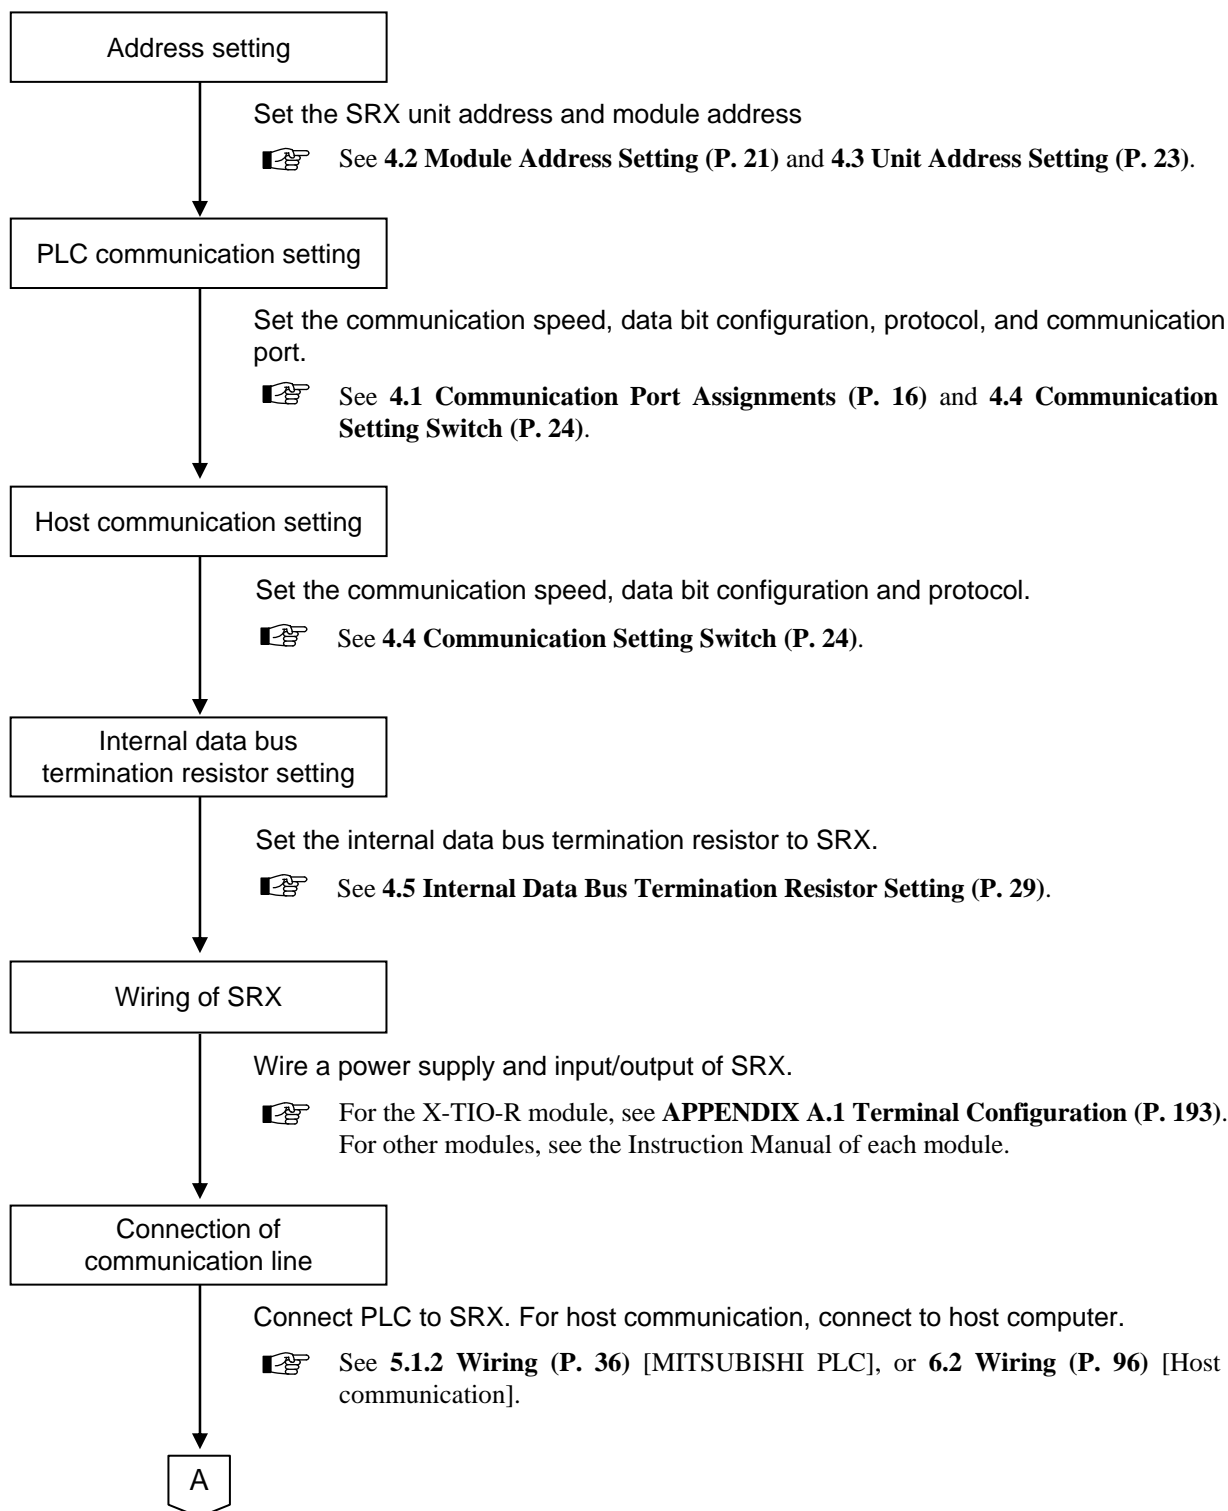 Address setting
Set the SRX unit address and module address
See 4.2 Module Address Setting (P. 21) and 4.3 Unit Address Setting (P. 23).
PLC communication setting
Set the communication speed, data bit configuration, protocol, and communication
port.
See 4.1 Communication Port Assignments (P. 16) and 4.4 Communication
Setting Switch (P. 24).
Host communication setting
Set the communication speed, data bit configuration and protocol.
See 4.4 Communication Setting Switch (P. 24).
Internal data bus
termination resistor setting
Set the internal data bus termination resistor to SRX.
See 4.5 Internal Data Bus Termination Resistor Setting (P. 29).
Wiring of SRX
Wire a power supply and input/output of SRX.
For the X-TIO-R module, see APPENDIX A.1 Terminal Configuration (P. 193).
For other modules, see the Instruction Manual of each module.
Connection of
communication line
Connect PLC to SRX. For host communication, connect to host computer.
See 5.1.2 Wiring (P. 36) [MITSUBISHI PLC], or 6.2 Wiring (P. 96) [Host
communication].
A